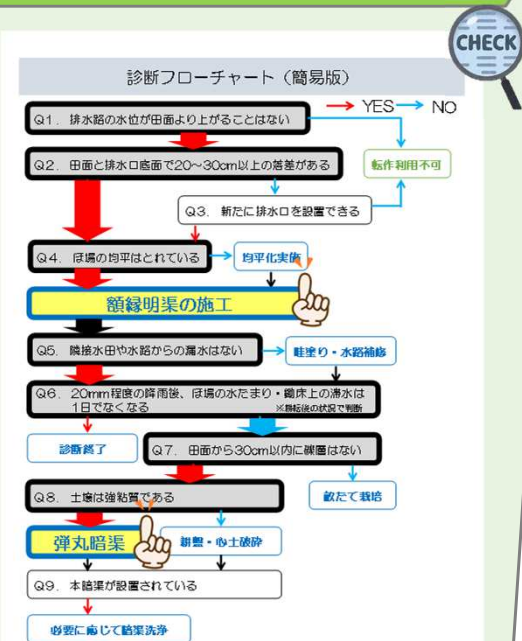 CHECK
診断フローチャート（簡易版）
→ YES → NO
Q1. 排水路の水位が田面より上がることはない
Q2. 田面と排水口底面で20～30cm以上の落差がある
転作利用不可
Q3. 新たに排水口を設置できる
Q4. ほ場の均平はとれている
均平化実施
額縁明渠の施工
Q5. 隣接水田や水路からの漏水はない
畦塗り・水路補修
Q6. 20mm程度の降雨後、ほ場の水たまり・鋤床上の滞水は
1日でなくなる
※耕耘後の状況で判断
診断終了
Q7. 田面から30cm以内に礫層はない
Q8. 土壌は強粘質である
畝たて栽培
弾丸暗渠
耕盤・心土破砕
Q9. 本暗渠が設置されている
必要に応じて暗渠洗浄